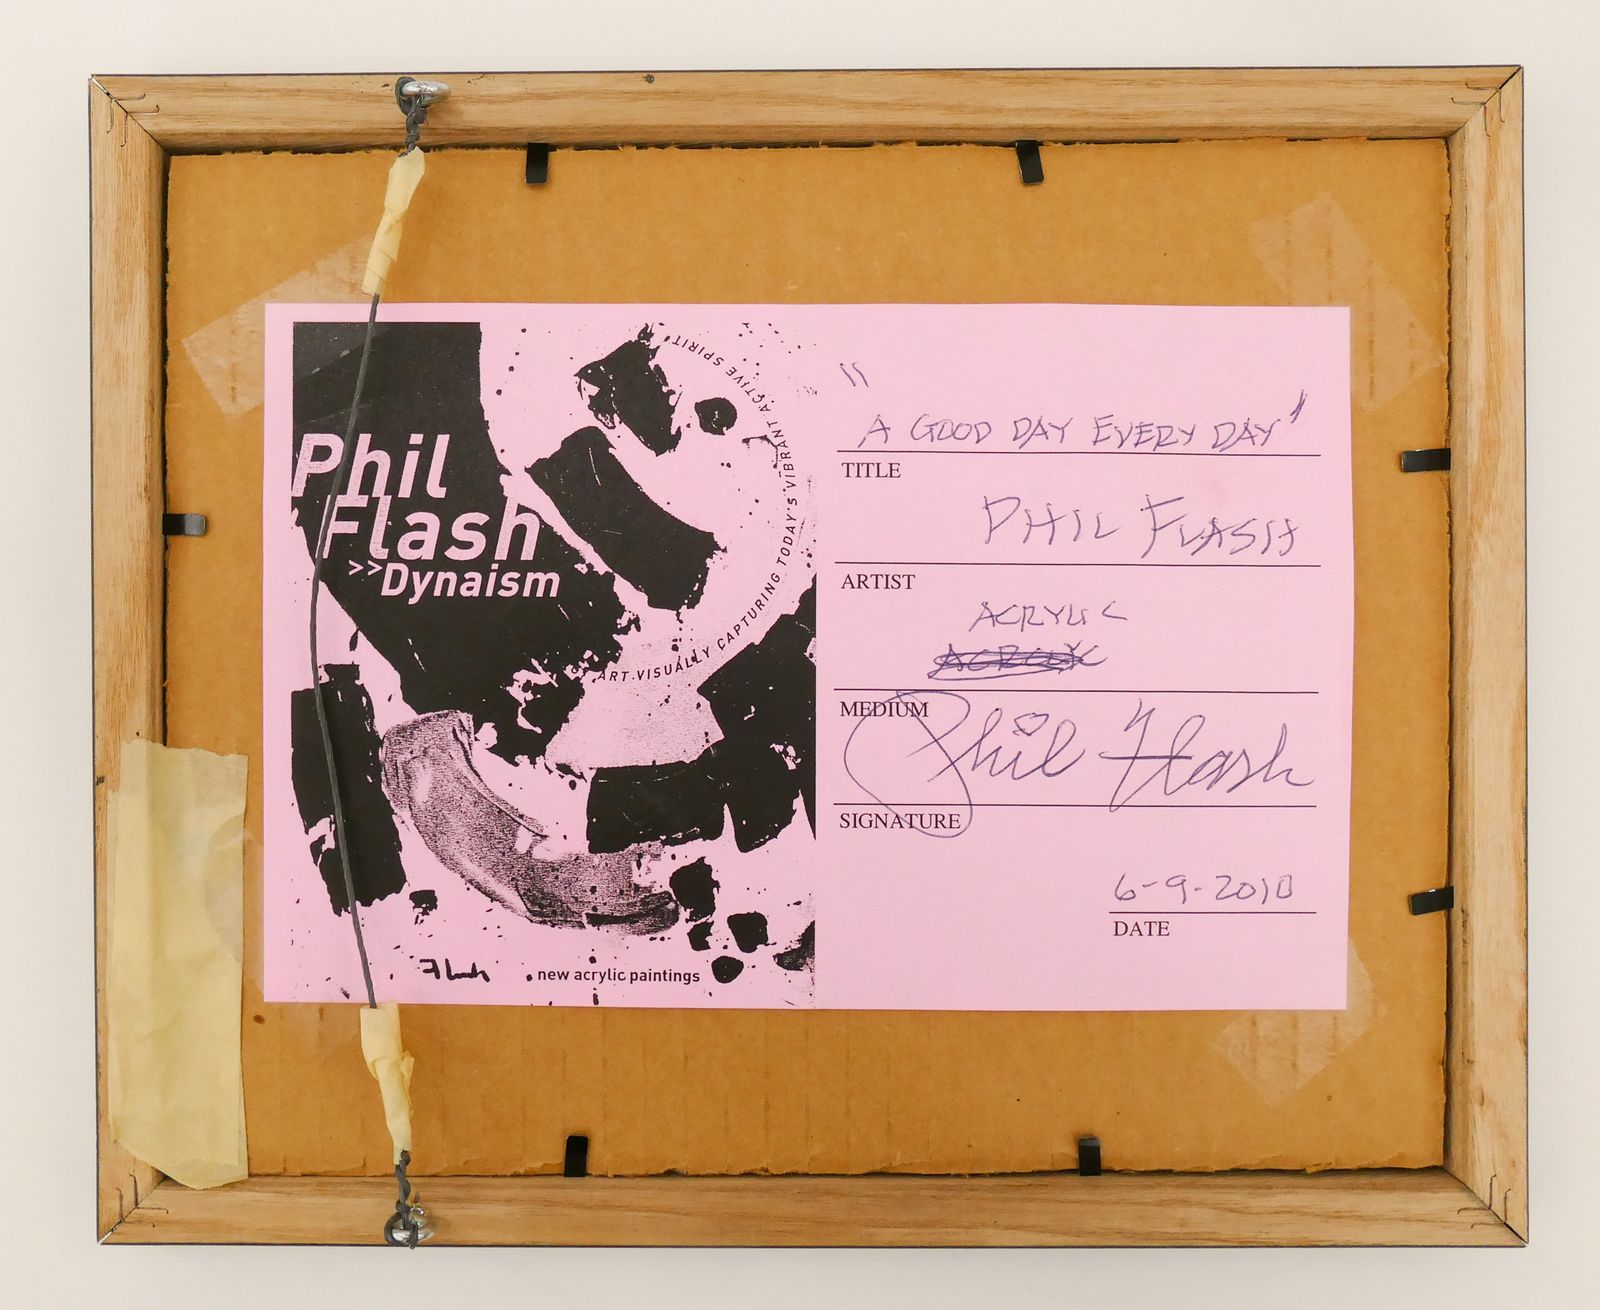 Phil
Flash
>>Dynaism
ART VISUALLY CAPTURING TODAY'S VIBRANT ACTIVE SPIRIT
Flash
new acrylic paintings
"A GOOD DAY EVERY DAY"
TITLE
PHIL FLASH
ARTIST
ACRYLIC
MEDIUM
Phil Flash
SIGNATURE
6-9-2010
DATE